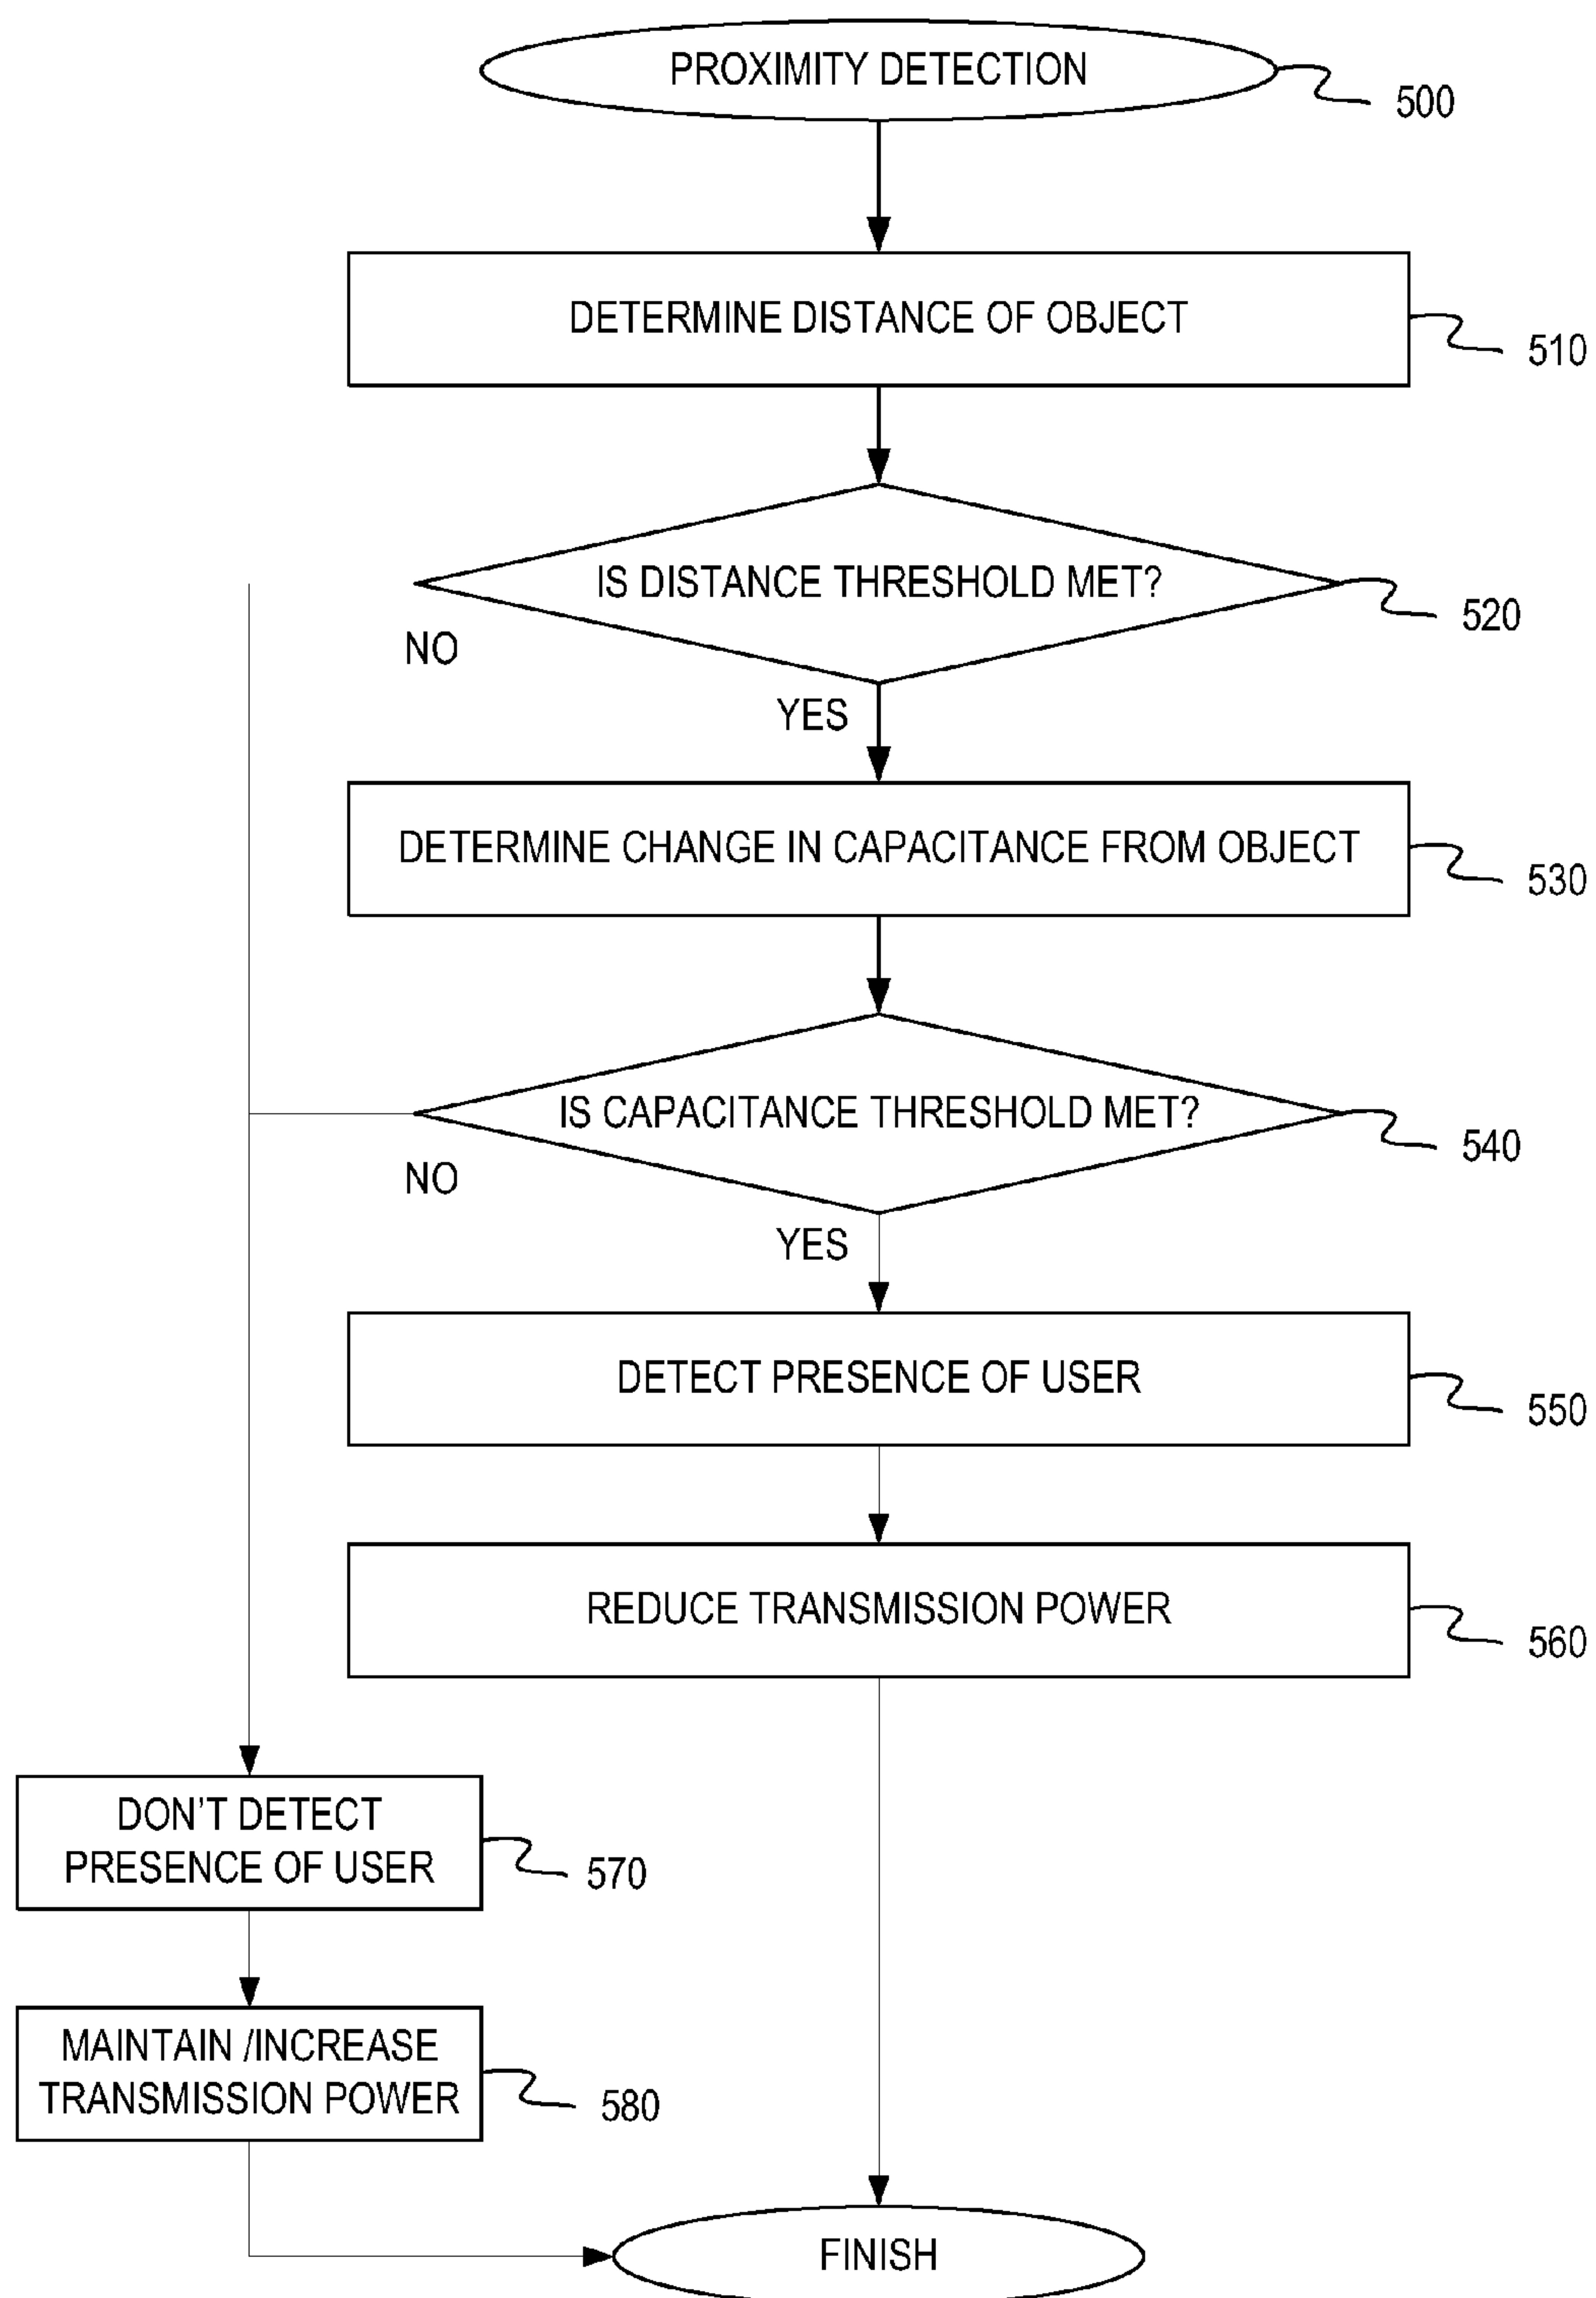 PROXIMITY DETECTION
500
DETERMINE DISTANCE OF OBJECT
510
IS DISTANCE THRESHOLD MET?
520
NO
YES
DETERMINE CHANGE IN CAPACITANCE FROM OBJECT
530
IS CAPACITANCE THRESHOLD MET?
540
NO
YES
DETECT PRESENCE OF USER
550
REDUCE TRANSMISSION POWER
560
DON'T DETECT
PRESENCE OF USER
570
MAINTAIN /INCREASE
TRANSMISSION POWER
580
FINISH